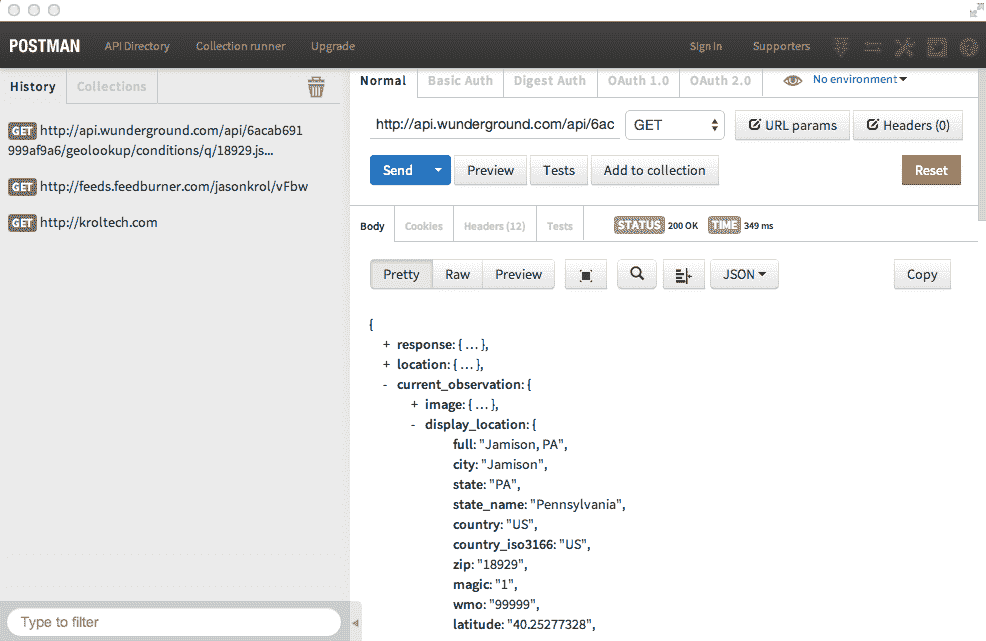 POSTMAN API Directory Collection runner Upgrade Sign In Supporters
History Collections
GET http://api.wunderground.com/api/6acab691
999af9a6/geolookup/conditions/q/18929.js...
GET http://feeds.feedburner.com/jasonkrol/vFbw
GET http://kroltech.com
Type to filter
Normal Basic Auth Digest Auth OAuth 1.0 OAuth 2.0 No environment
http://api.wunderground.com/api/6ac GET URL params Headers (0)
Send Preview Tests Add to collection Reset
Body Cookies Headers (12) Tests STATUS 200 OK TIME 349 ms
Pretty Raw Preview JSON Copy
{
+ response: { ... },
+ location: { ... },
- current_observation: {
+ image: { ... },
- display_location: {
full: "Jamison, PA",
city: "Jamison",
state: "PA",
state_name: "Pennsylvania",
country: "US",
country_iso3166: "US",
zip: "18929",
magic: "1",
wmo: "99999",
latitude: "40.25277328",